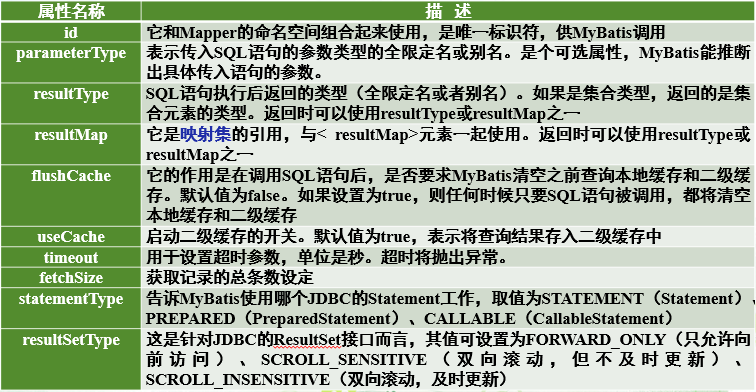 属性名称 描 述
id 它和Mapper的命名空间组合起来使用，是唯一标识符，供MyBatis调用
parameterType 表示传入SQL语句的参数类型的全限定名或别名。是个可选属性，MyBatis能推断
出具体传入语句的参数。
resultType SQL语句执行后返回的类型（全限定名或者别名）。如果是集合类型，返回的是集
合元素的类型。返回时可以使用resultType或resultMap之一
resultMap 它是映射集的引用，与< resultMap>元素一起使用。返回时可以使用resultType或
resultMap之一
flushCache 它的作用是在调用SQL语句后，是否要求MyBatis清空之前查询本地缓存和二级缓
存。默认值为false。如果设置为true，则任何时候只要SQL语句被调用，都将清空
本地缓存和二级缓存
useCache 启动二级缓存的开关。默认值为true，表示将查询结果存入二级缓存中
timeout 用于设置超时参数，单位是秒。超时将抛出异常。
fetchSize 获取记录的总条数设定
statementType 告诉MyBatis使用哪个JDBC的Statement工作，取值为STATEMENT（Statement）、
PREPARED（PreparedStatement）、CALLABLE（CallableStatement）
resultSetType 这是针对JDBC的ResultSet接口而言，其值可设置为FORWARD_ONLY（只允许向
前访问）、SCROLL_SENSITIVE（双向滚动，但不及时更新）、
SCROLL_INSENSITIVE（双向滚动，及时更新）